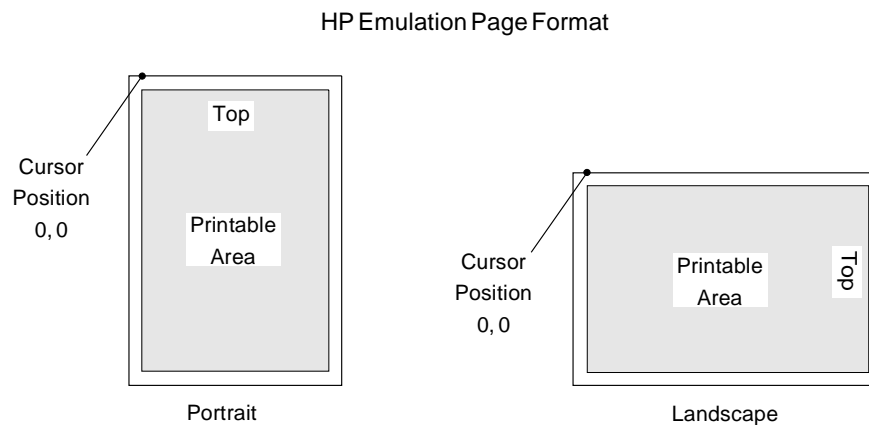 HP Emulation Page Format
Top
Cursor
Position
0, 0
Printable
Area
Portrait
Cursor
Position
0, 0
Printable
Area
Top
Landscape